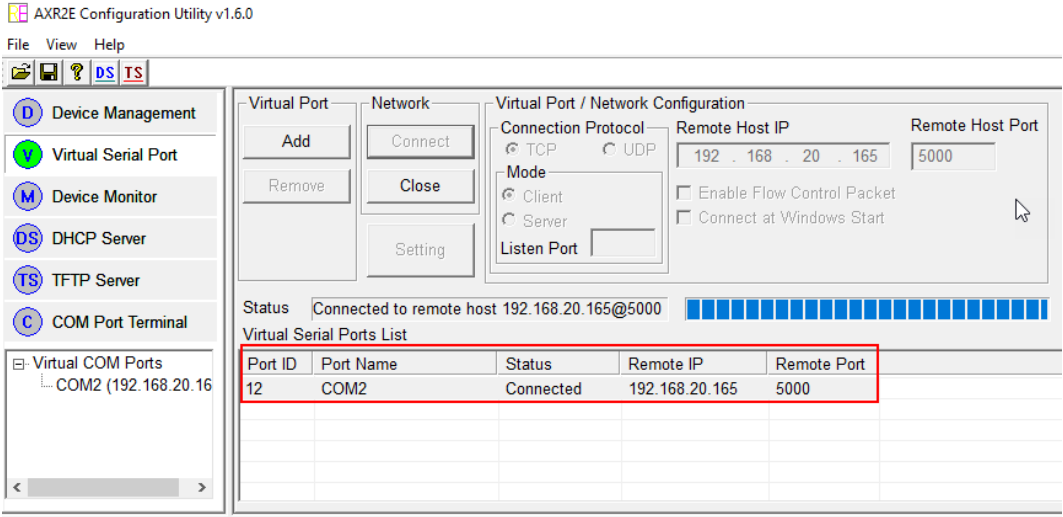 AXR2E Configuration Utility v1.6.0
File View Help
DS TS
D Device Management
V Virtual Serial Port
M Device Monitor
DS DHCP Server
TS TFTP Server
C COM Port Terminal
Virtual COM Ports
COM2 (192.168.20.16
Virtual Port
Add
Remove
Network
Connect
Close
Setting
Virtual Port / Network Configuration
Connection Protocol
TCP UDP
Mode
Client
Server
Listen Port
Remote Host IP
192 . 168 . 20 . 165
Remote Host Port
5000
Enable Flow Control Packet
Connect at Windows Start
Status Connected to remote host 192.168.20.165@5000
Virtual Serial Ports List
Port ID Port Name Status Remote IP Remote Port
12 COM2 Connected 192.168.20.165 5000